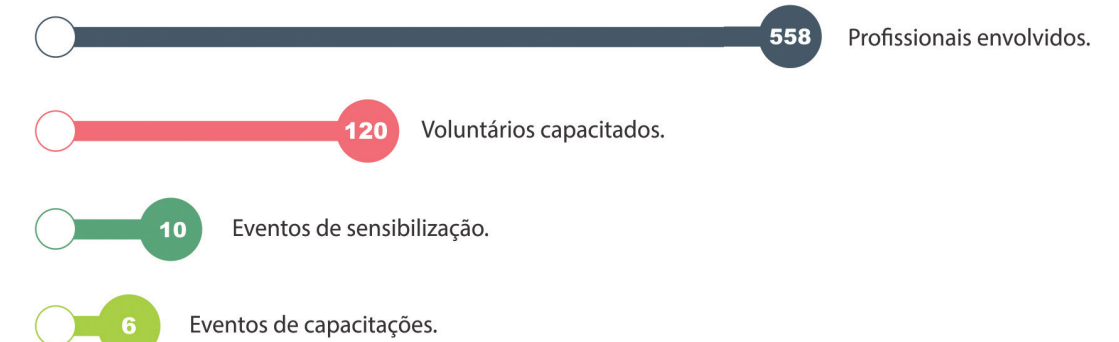 558 Profissionais envolvidos.
120 Voluntários capacitados.
10 Eventos de sensibilização.
6 Eventos de capacitações.